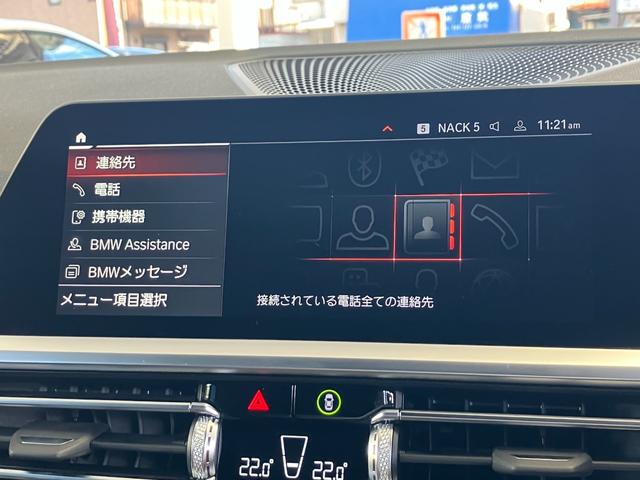 5 NACK 5 11:21am
連絡先
電話
携帯機器
BMW Assistance
BMWメッセージ
メニュー項目選択
接続されている電話全ての連絡先
22.0° 22.0°